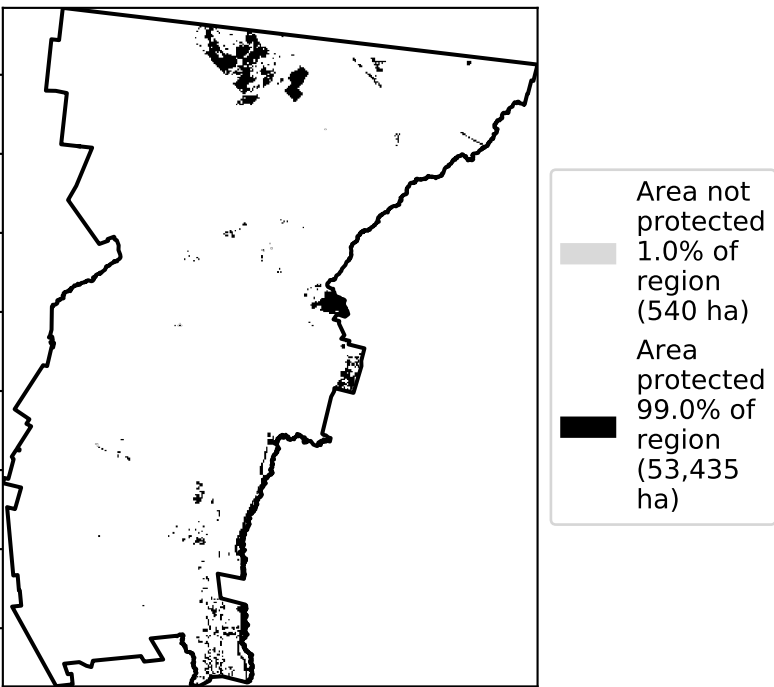 Area not
protected
1.0% of
region
(540 ha)
Area
protected
99.0% of
region
(53,435
ha)